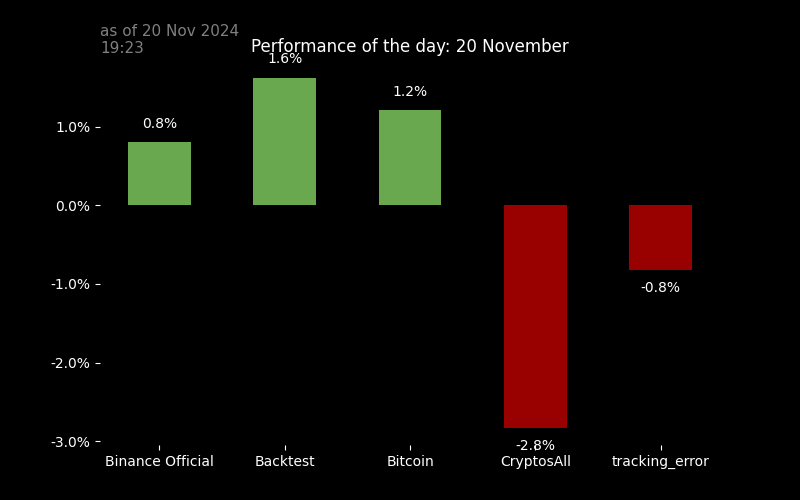 as of 20 Nov 2024
19:23
Performance of the day: 20 November
1.6%
1.2%
0.8%
1.0%
0.0%
-1.0%
-0.8%
-2.0%
-3.0%
-2.8%
Binance Official
Backtest
Bitcoin
CryptosAll
tracking_error